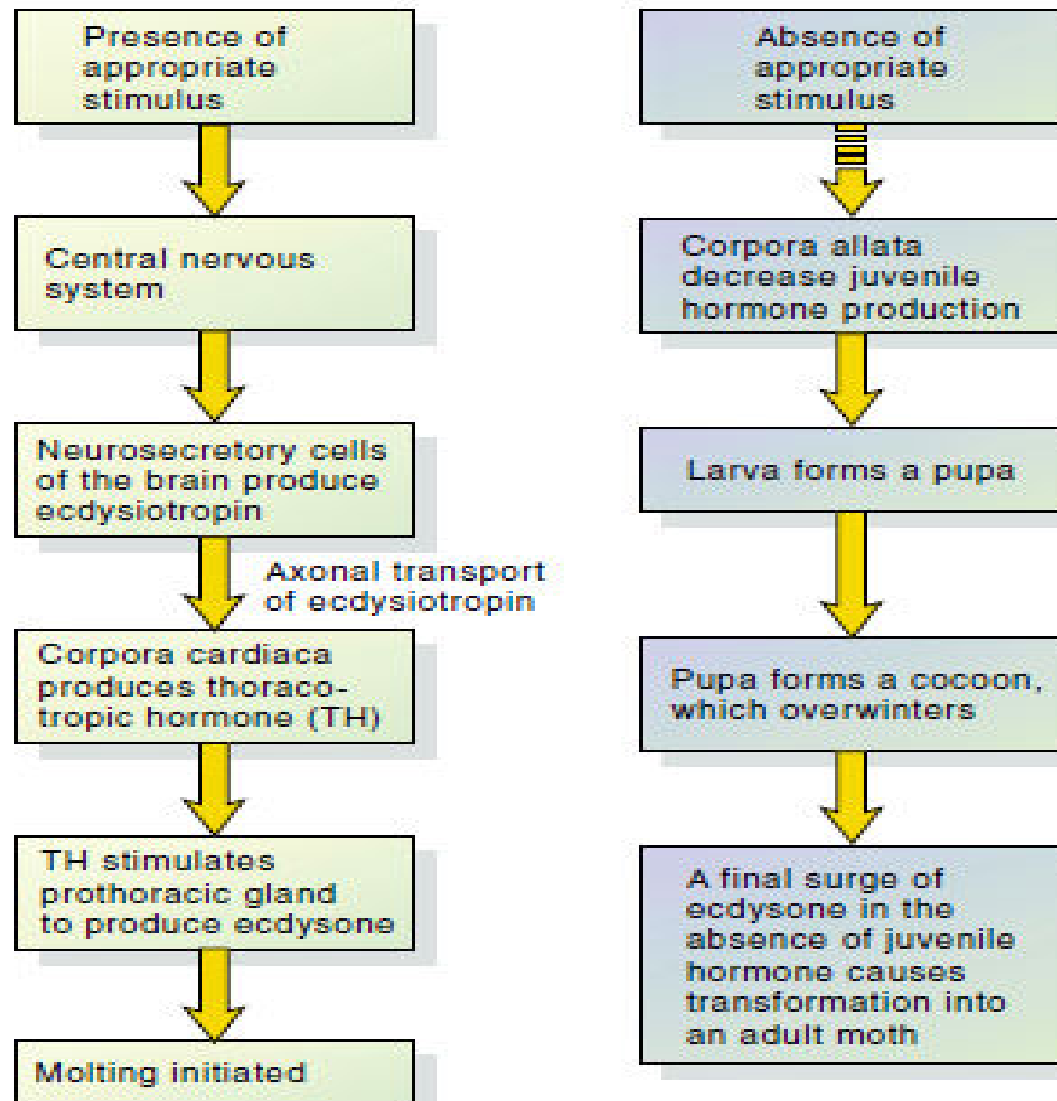 Presence of
appropriate
stimulus
Central nervous
system
Neurosecretory cells
of the brain produce
ecdysiotropin
Axonal transport
of ecdysiotropin
Corpora cardiaca
produces thoraco-
tropic hormone (TH)
TH stimulates
prothoracic gland
to produce ecdysone
Molting initiated
Absence of
appropriate
stimulus
Corpora allata
decrease juvenile
hormone production
Larva forms a pupa
Pupa forms a cocoon,
which overwinters
A final surge of
ecdysone in the
absence of juvenile
hormone causes
transformation into
an adult moth